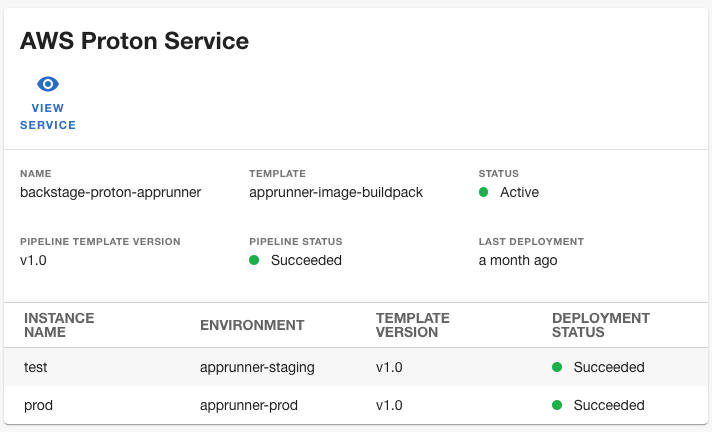 AWS Proton Service
VIEW
SERVICE
NAME
backstage-proton-apprunner
TEMPLATE
apprunner-image-buildpack
STATUS
Active
PIPELINE TEMPLATE VERSION
v1.0
PIPELINE STATUS
Succeeded
LAST DEPLOYMENT
a month ago
INSTANCE
NAME
ENVIRONMENT
TEMPLATE
VERSION
DEPLOYMENT
STATUS
test apprunner-staging v1.0 Succeeded
prod apprunner-prod v1.0 Succeeded